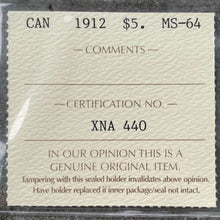 CAN 1912 $5. MS-64
— COMMENTS —
— CERTIFICATION NO. —
XNA 440
IN OUR OPINION THIS IS A
GENUINE ORIGINAL ITEM.
Tampering with this sealed holder invalidates above opinion.
Have holder replaced if inner package/seal not intact.